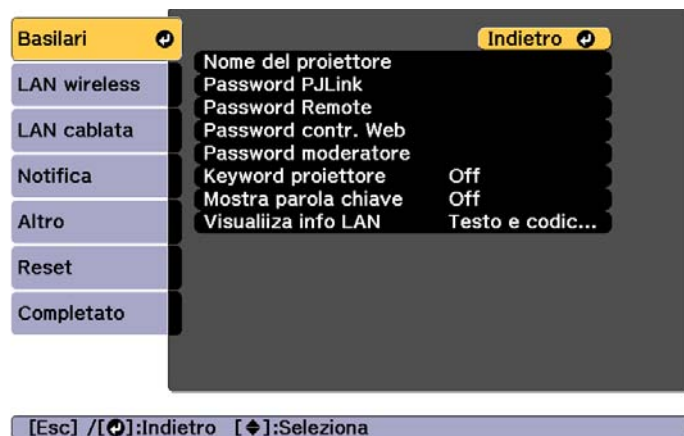 Basilari
Indietro
Nome del proiettore
LAN wireless
Password PJLink
Password Remote
LAN cablata
Password contr. Web
Password moderatore
Notifica
Keyword proiettore Off
Mostra parola chiave Off
Altro
Visualiiza info LAN Testo e codic...
Reset
Completato
[Esc] /[ ]:Indietro [ ]:Seleziona